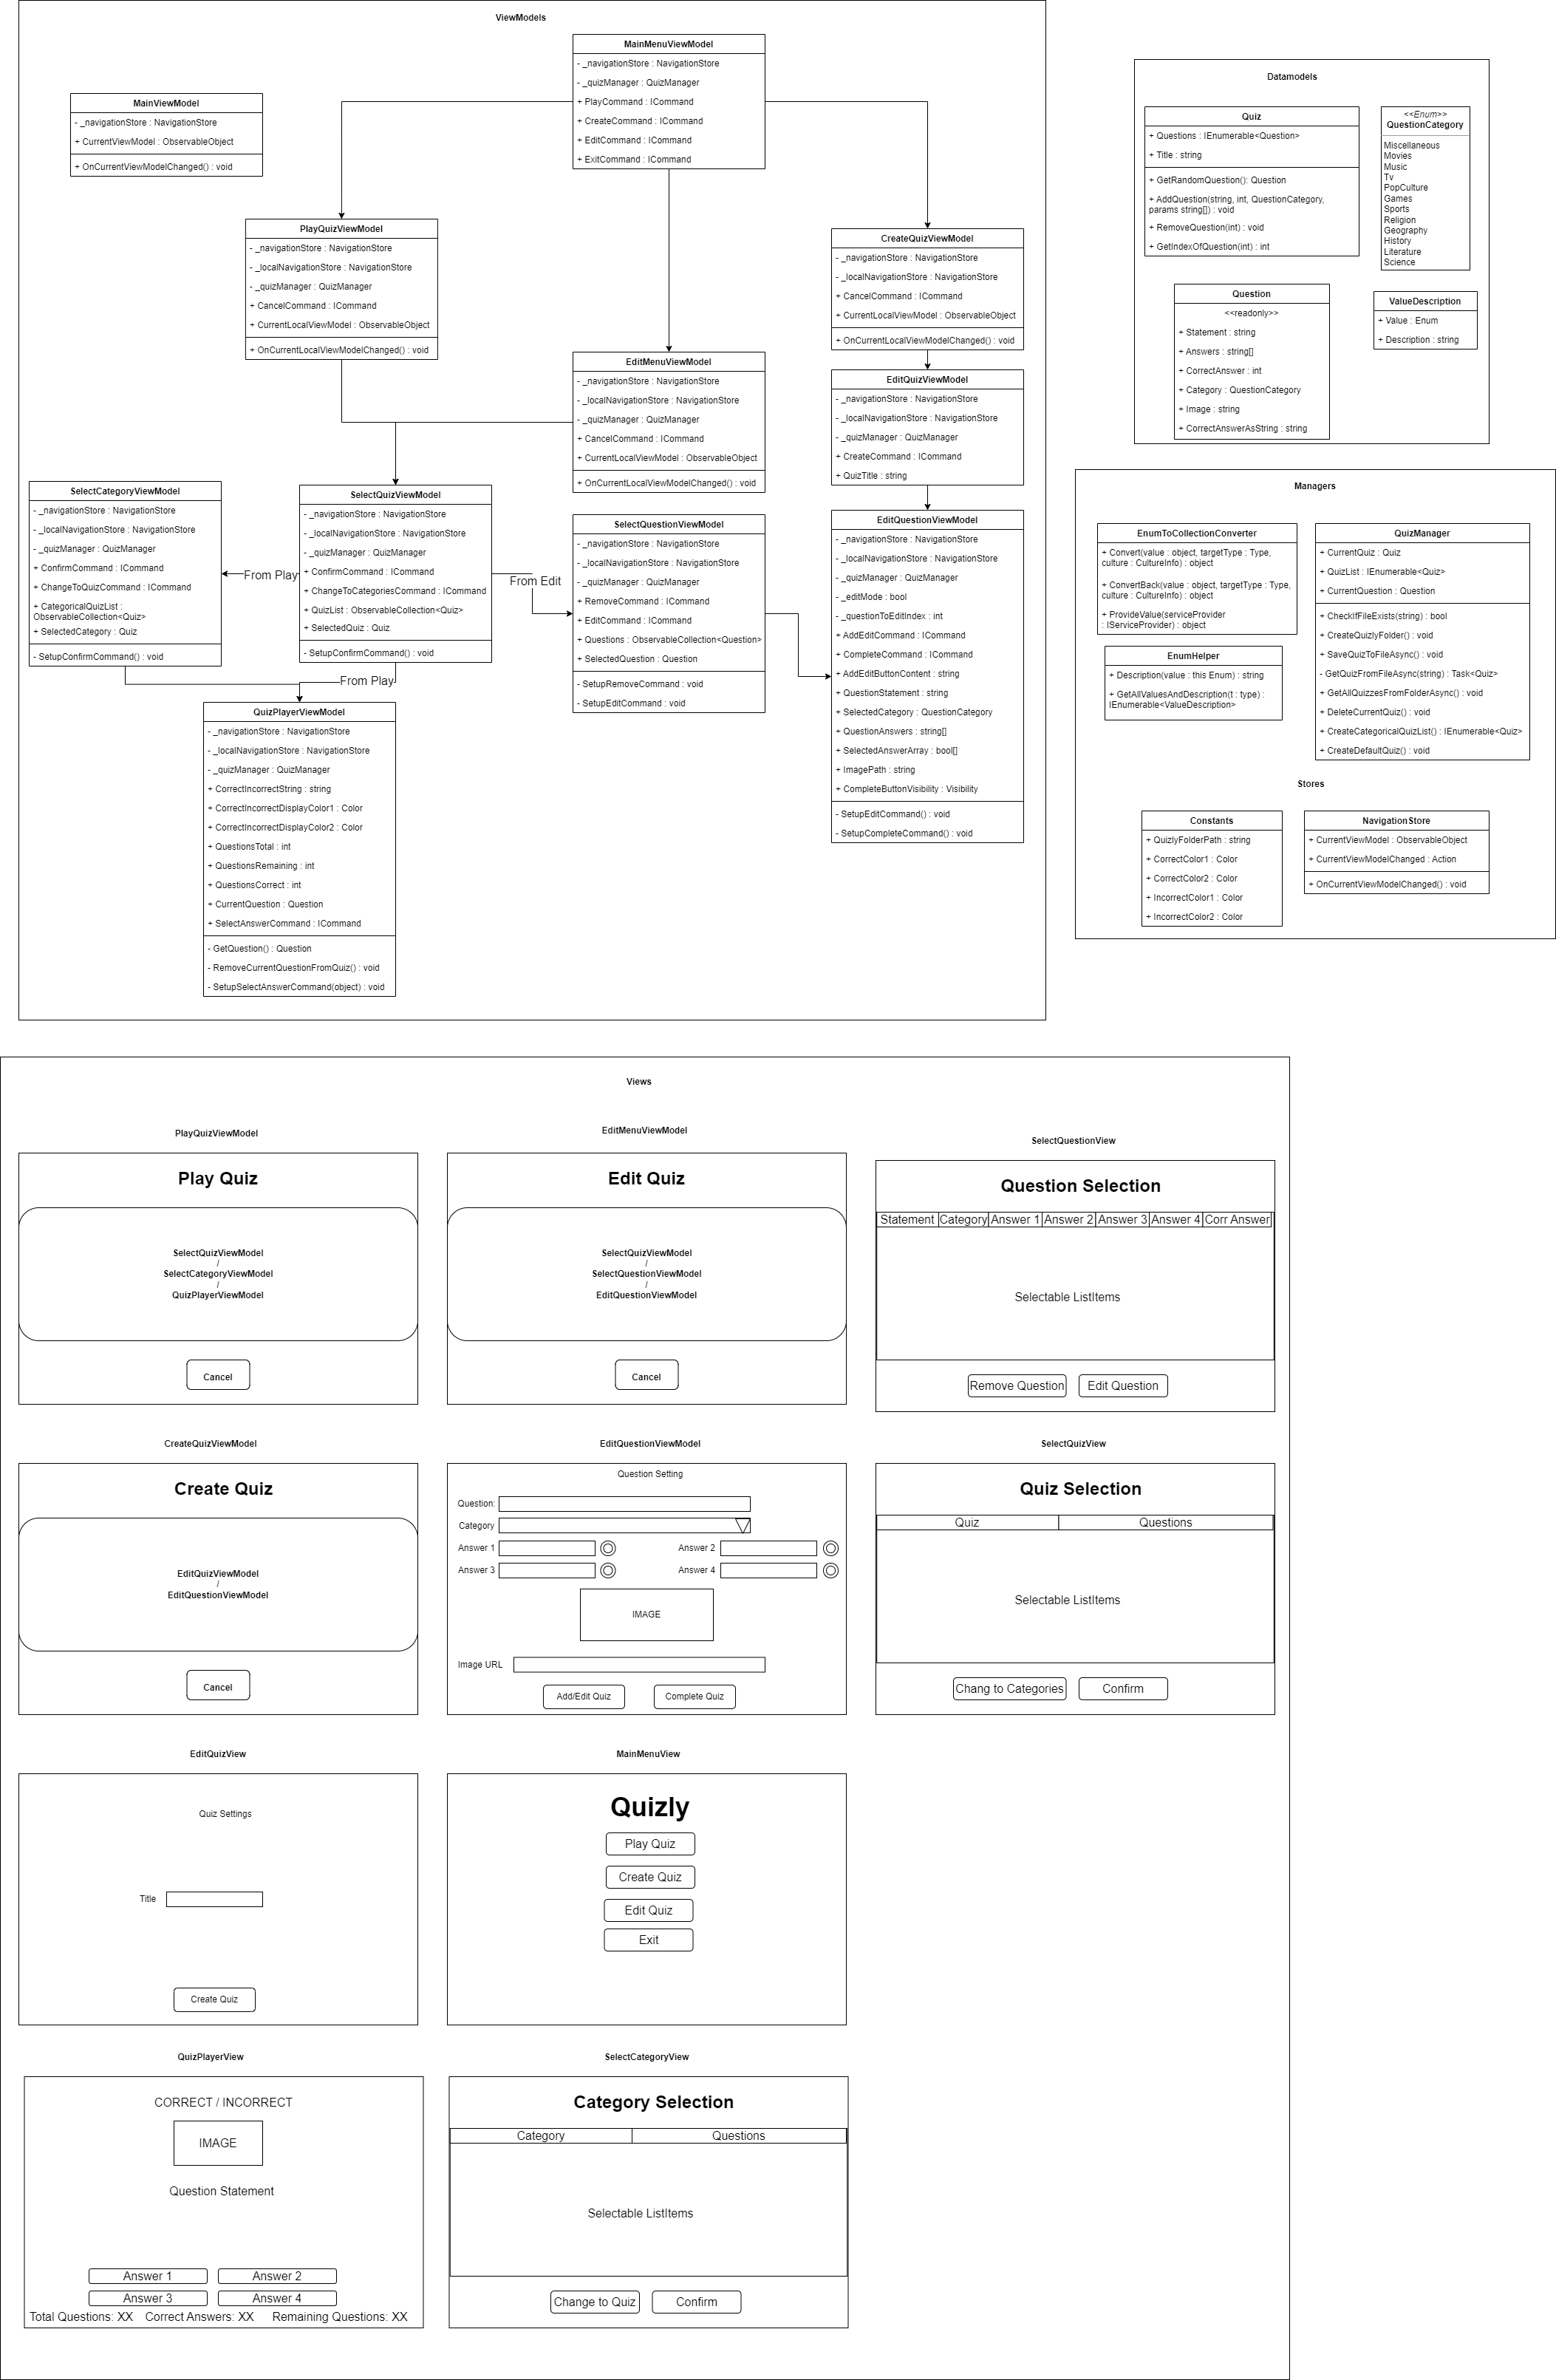 ViewModels
MainMenuViewModel
- _navigationStore : NavigationStore
- _quizManager : QuizManager
+ PlayCommand : ICommand
+ CreateCommand : ICommand
+ EditCommand : ICommand
+ ExitCommand : ICommand
MainViewModel
- _navigationStore : NavigationStore
+ CurrentViewModel : ObservableObject
+ OnCurrentViewModelChanged() : void
PlayQuizViewModel
- _navigationStore : NavigationStore
- _localNavigationStore : NavigationStore
- _quizManager : QuizManager
+ CancelCommand : ICommand
+ CurrentLocalViewModel : ObservableObject
+ OnCurrentLocalViewModelChanged() : void
CreateQuizViewModel
- _navigationStore : NavigationStore
- _localNavigationStore : NavigationStore
+ CancelCommand : ICommand
+ CurrentLocalViewModel : ObservableObject
+ OnCurrentLocalViewModelChanged() : void
EditMenuViewModel
- _navigationStore : NavigationStore
- _localNavigationStore : NavigationStore
- _quizManager : QuizManager
+ CancelCommand : ICommand
+ CurrentLocalViewModel : ObservableObject
+ OnCurrentLocalViewModelChanged() : void
EditQuizViewModel
- _navigationStore : NavigationStore
- _localNavigationStore : NavigationStore
- _quizManager : QuizManager
+ CreateCommand : ICommand
+ QuizTitle : string
SelectCategoryViewModel
- _navigationStore : NavigationStore
- _localNavigationStore : NavigationStore
- _quizManager : QuizManager
+ ConfirmCommand : ICommand
+ ChangeToQuizCommand : ICommand
+ CategoricalQuizList :
ObservableCollection<Quiz>
+ SelectedCategory : Quiz
- SetupConfirmCommand() : void
From Play
SelectQuizViewModel
- _navigationStore : NavigationStore
- _localNavigationStore : NavigationStore
- _quizManager : QuizManager
+ ConfirmCommand : ICommand
+ ChangeToCategoriesCommand : ICommand
+ QuizList : ObservableCollection<Quiz>
+ SelectedQuiz : Quiz
- SetupConfirmCommand() : void
From Edit
From Play
SelectQuestionViewModel
- _navigationStore : NavigationStore
- _localNavigationStore : NavigationStore
- _quizManager : QuizManager
+ RemoveCommand : ICommand
+ EditCommand : ICommand
+ Questions : ObservableCollection<Question>
+ SelectedQuestion : Question
- SetupRemoveCommand : void
- SetupEditCommand : void
EditQuestionViewModel
- _navigationStore : NavigationStore
- _localNavigationStore : NavigationStore
- _quizManager : QuizManager
- _editMode : bool
- _questionToEditIndex : int
+ AddEditCommand : ICommand
+ CompleteCommand : ICommand
+ AddEditButtonContent : string
+ QuestionStatement : string
+ SelectedCategory : QuestionCategory
+ QuestionAnswers : string[]
+ SelectedAnswerArray : bool[]
+ ImagePath : string
+ CompleteButtonVisibility : Visibility
- SetupEditCommand() : void
- SetupCompleteCommand() : void
QuizPlayerViewModel
- _navigationStore : NavigationStore
- _localNavigationStore : NavigationStore
- _quizManager : QuizManager
+ CorrectIncorrectString : string
+ CorrectIncorrectDisplayColor1 : Color
+ CorrectIncorrectDisplayColor2 : Color
+ QuestionsTotal : int
+ QuestionsRemaining : int
+ QuestionsCorrect : int
+ CurrentQuestion : Question
+ SelectAnswerCommand : ICommand
- GetQuestion() : Question
- RemoveCurrentQuestionFromQuiz() : void
- SetupSelectAnswerCommand(object) : void
Datamodels
Quiz
+ Questions : IEnumerable<Question>
+ Title : string
+ GetRandomQuestion(): Question
+ AddQuestion(string, int, QuestionCategory,
params string[]) : void
+ RemoveQuestion(int) : void
+ GetIndexOfQuestion(int) : int
<<Enum>>
QuestionCategory
Miscellaneous
Movies
Music
Tv
PopCulture
Games
Sports
Religion
Geography
History
Literature
Science
Question
<<readonly>>
+ Statement : string
+ Answers : string[]
+ CorrectAnswer : int
+ Category : QuestionCategory
+ Image : string
+ CorrectAnswerAsString : string
ValueDescription
+ Value : Enum
+ Description : string
Managers
EnumToCollectionConverter
+ Convert(value : object, targetType : Type,
culture : CultureInfo) : object
+ ConvertBack(value : object, targetType : Type,
culture : CultureInfo) : object
+ ProvideValue(serviceProvider
: IServiceProvider) : object
EnumHelper
+ Description(value : this Enum) : string
+ GetAllValuesAndDescription(t : type) :
IEnumerable<ValueDescription>
QuizManager
+ CurrentQuiz : Quiz
+ QuizList : IEnumerable<Quiz>
+ CurrentQuestion : Question
+ CheckIfFileExists(string) : bool
+ CreateQuizlyFolder() : void
+ SaveQuizToFileAsync() : void
- GetQuizFromFileAsync(string) : Task<Quiz>
+ GetAllQuizzesFromFolderAsync() : void
+ DeleteCurrentQuiz() : void
+ CreateCategoricalQuizList() : IEnumerable<Quiz>
+ CreateDefaultQuiz() : void
Stores
Constants
+ QuizlyFolderPath : string
+ CorrectColor1 : Color
+ CorrectColor2 : Color
+ IncorrectColor1 : Color
+ IncorrectColor2 : Color
NavigationStore
+ CurrentViewModel : ObservableObject
+ CurrentViewModelChanged : Action
+ OnCurrentViewModelChanged() : void
Views
PlayQuizViewModel
Play Quiz
SelectQuizViewModel
/
SelectCategoryViewModel
/
QuizPlayerViewModel
Cancel
EditMenuViewModel
Edit Quiz
SelectQuizViewModel
/
SelectQuestionViewModel
/
EditQuestionViewModel
Cancel
SelectQuestionView
Question Selection
Statement Category Answer 1 Answer 2 Answer 3 Answer 4 Corr Answer
Selectable ListItems
Remove Question Edit Question
CreateQuizViewModel
Create Quiz
EditQuizViewModel
/
EditQuestionViewModel
Cancel
EditQuestionViewModel
Question Setting
Question:
Category
Answer 1 Answer 2
Answer 3 Answer 4
IMAGE
Image URL
Add/Edit Quiz Complete Quiz
SelectQuizView
Quiz Selection
Quiz Questions
Selectable ListItems
Chang to Categories Confirm
EditQuizView
Quiz Settings
Title
Create Quiz
MainMenuView
Quizly
Play Quiz
Create Quiz
Edit Quiz
Exit
QuizPlayerView
CORRECT / INCORRECT
IMAGE
Question Statement
Answer 1 Answer 2
Answer 3 Answer 4
Total Questions: XX Correct Answers: XX Remaining Questions: XX
SelectCategoryView
Category Selection
Category Questions
Selectable ListItems
Change to Quiz Confirm